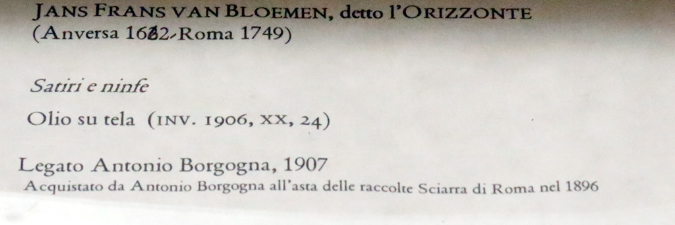 JANS FRANS VAN BLOEMEN, detto l'ORIZZONTE
(Anversa 1662-Roma 1749)
Satiri e ninfe
Olio su tela (INV. 1906, XX, 24)
Legato Antonio Borgogna, 1907
Acquistato da Antonio Borgogna all'asta delle raccolte Sciarra di Roma nel 1896